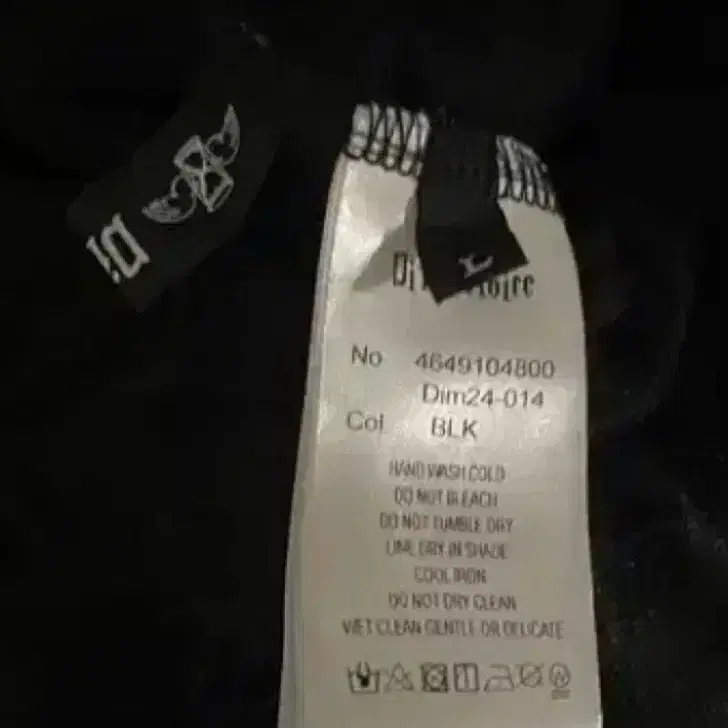 Di
L
No 4649104800
Dim24-014
Col BLK
HAND WASH COLD
DO NOT BLEACH
DO NOT TUMBLE DRY
LINE DRY IN SHADE
COOL IRON
DO NOT DRY CLEAN
WET CLEAN GENTLE OR DELICATE